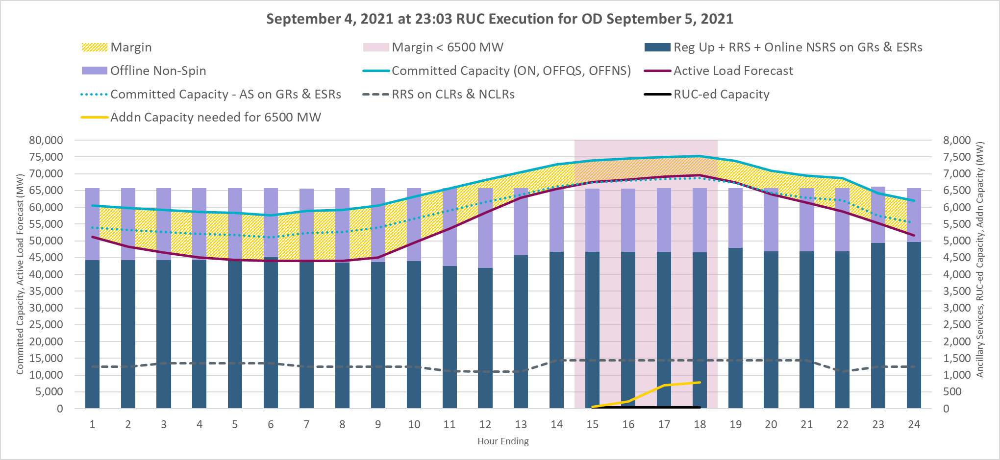 September 4, 2021 at 23:03 RUC Execution for OD September 5, 2021
Margin
Margin < 6500 MW
Reg Up + RRS + Online NSRS on GRs & ESRs
Offline Non-Spin
Committed Capacity (ON, OFFQS, OFFNS)
Active Load Forecast
Committed Capacity - AS on GRs & ESRs
RRS on CLRs & NCLRs
RUC-ed Capacity
Addn Capacity needed for 6500 MW
Committed Capacity, Active Load Forecast (MW)
80,000
75,000
70,000
65,000
60,000
55,000
50,000
45,000
40,000
35,000
30,000
25,000
20,000
15,000
10,000
5,000
0
8,000
7,500
7,000
6,500
6,000
5,500
5,000
4,500
4,000
3,500
3,000
2,500
2,000
1,500
1,000
500
0
Ancillary Services, RUC-ed Capacity, Addn Capacity (MW)
1 2 3 4 5 6 7 8 9 10 11 12 13 14 15 16 17 18 19 20 21 22 23 24
Hour Ending